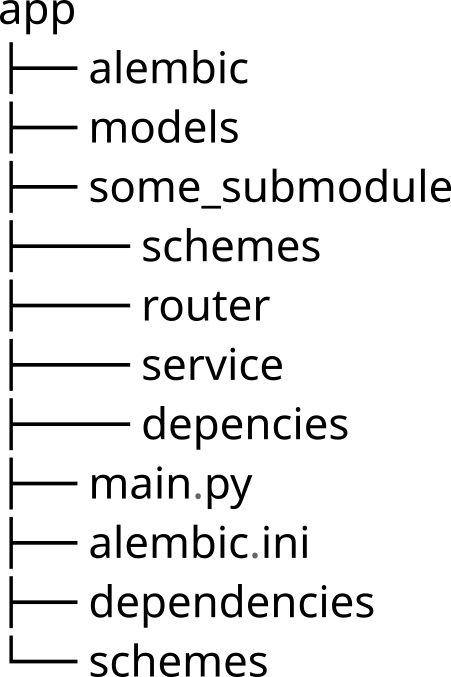 app
├── alembic
├── models
├── some_submodule
├──── schemes
├──── router
├──── service
├──── depencies
├── main.py
├── alembic.ini
├── dependencies
└── schemes